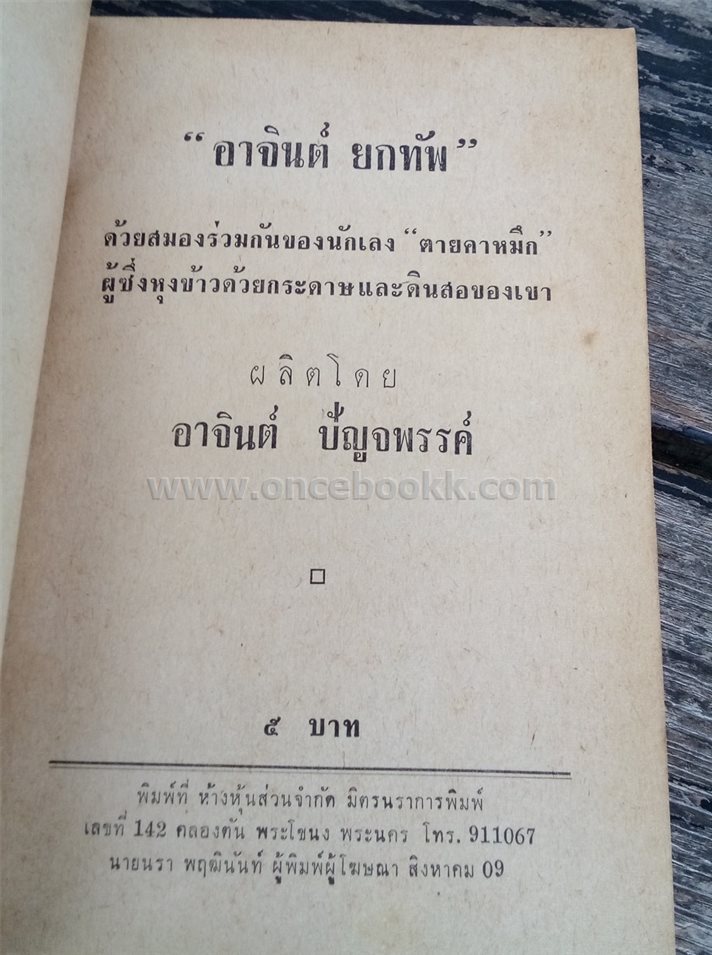 “อาจินต์ ยกทัพ”
ด้วยสมองร่วมกันของนักเลง “ตายคาหมึก”
ผู้ซึ่งหุงข้าวด้วยกระดาษและดินสอของเขา
ผลิตโดย
อาจินต์ ปัญจพรรค์
www.oncebookk.com
๕ บาท
พิมพ์ที่ ห้างหุ้นส่วนจำกัด มิตรนราการพิมพ์
เลขที่ 142 คลองตัน พระโขนง พระนคร โทร. 911067
นายนรา พฤฒินันท์ ผู้พิมพ์ผู้โฆษณา สิงหาคม 09